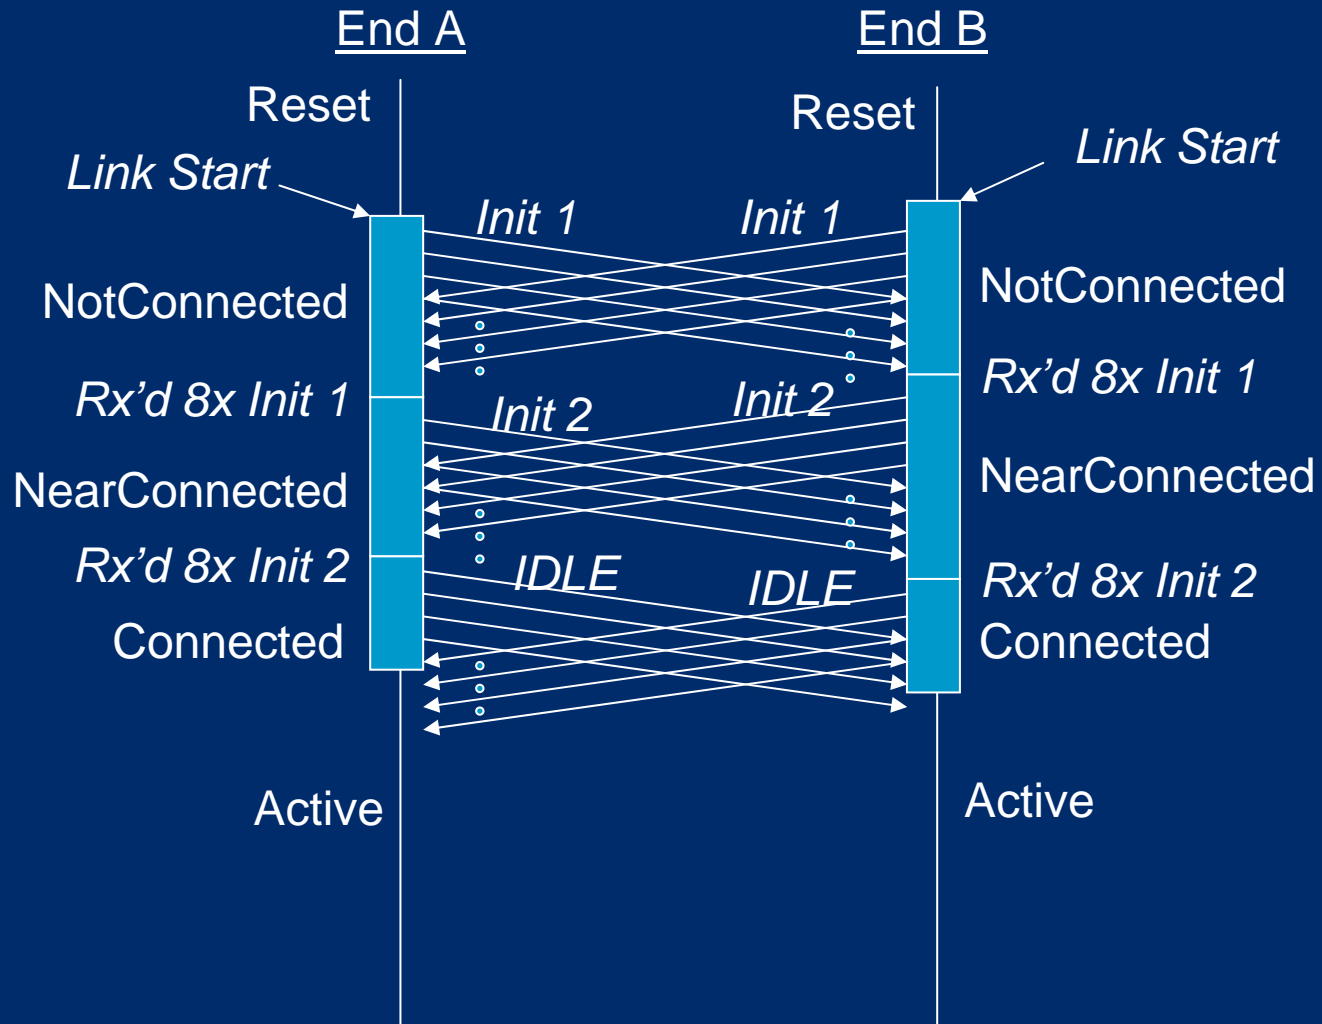 End A
End B
Reset
Reset
Link Start
Link Start
Init 1
Init 1
NotConnected
NotConnected
Rx’d 8x Init 1
Rx’d 8x Init 1
Init 2
Init 2
NearConnected
NearConnected
Rx’d 8x Init 2
Rx’d 8x Init 2
IDLE
IDLE
Connected
Connected
Active
Active